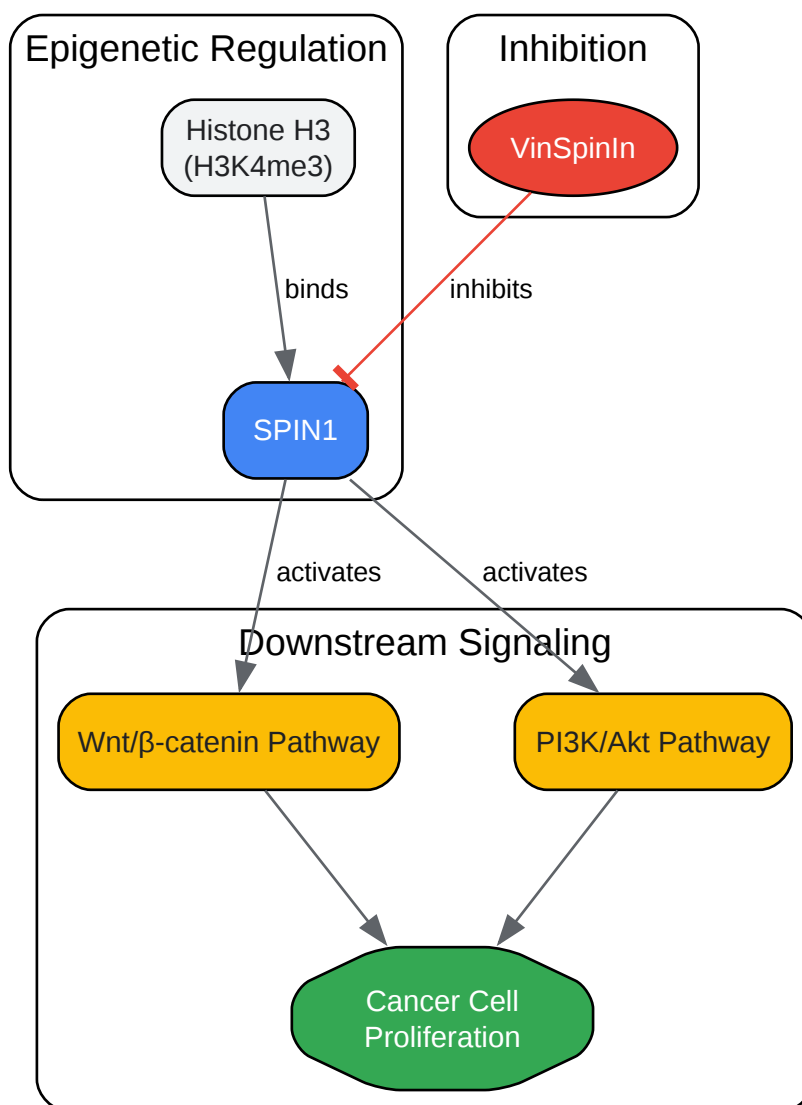 Epigenetic Regulation
Inhibition
Histone H3
(H3K4me3)
VinSpinIn
binds
inhibits
SPIN1
activates
activates
Downstream Signaling
Wnt/β-catenin Pathway
PI3K/Akt Pathway
Cancer Cell
Proliferation